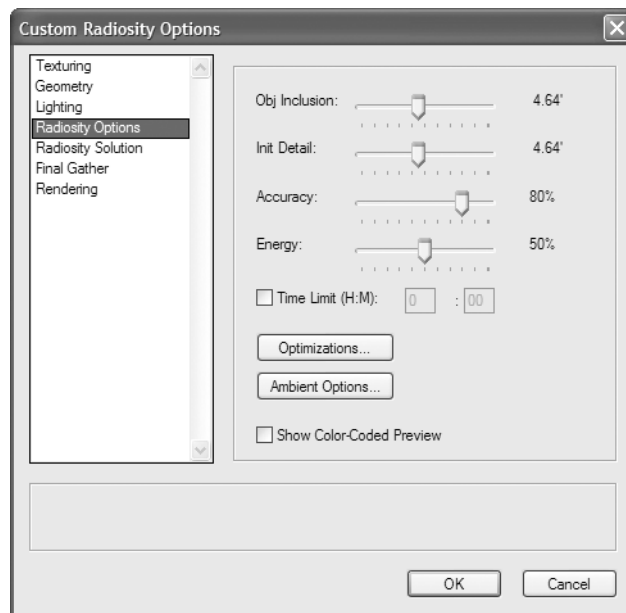 Custom Radiosity Options
Texturing
Geometry
Lighting
Radiosity Options
Radiosity Solution
Final Gather
Rendering
Obj Inclusion: 4.64'
Init Detail: 4.64'
Accuracy: 80%
Energy: 50%
Time Limit (H:M): 0 : 00
Optimizations...
Ambient Options...
Show Color-Coded Preview
OK Cancel